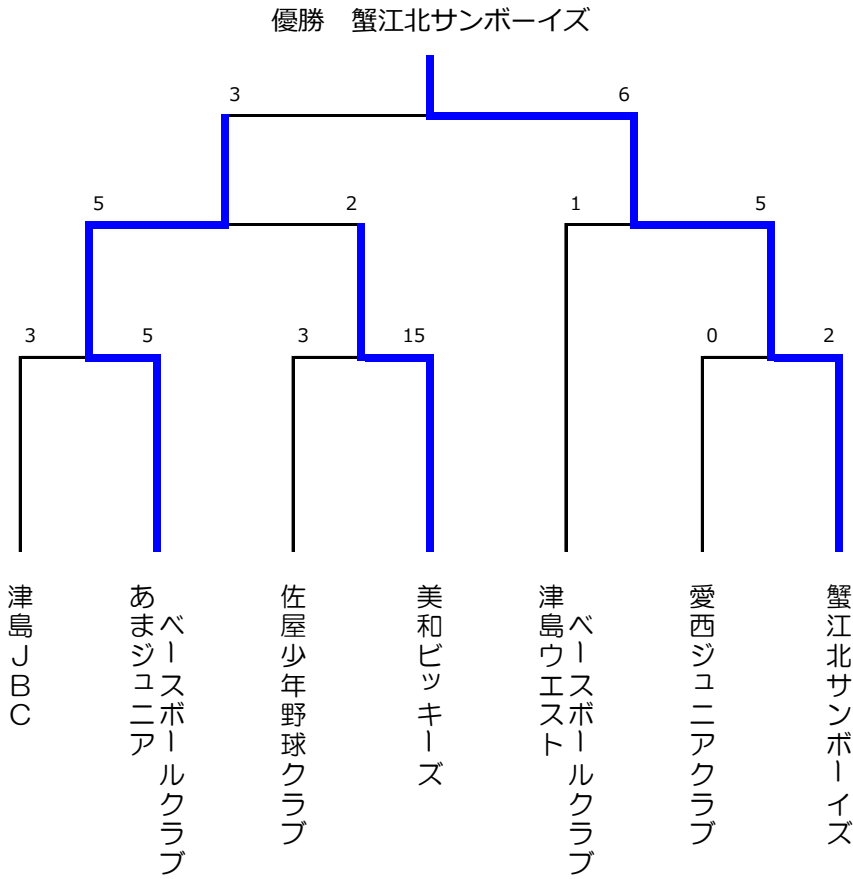 優勝　蟹江北サンボーイズ
3
6
5
2
1
5
3
5
3
15
0
2
津島ＪＢＣ
あまジュニア
ベースボールクラブ
佐屋少年野球クラブ
美和ビッキーズ
津島ウエスト
ベースボールクラブ
愛西ジュニアクラブ
蟹江北サンボーイズ